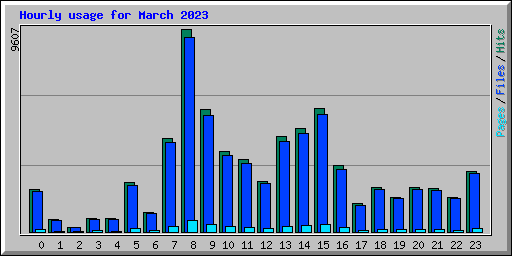 Hourly usage for March 2023
9607
Pages / Files / Hits
0 1 2 3 4 5 6 7 8 9 10 11 12 13 14 15 16 17 18 19 20 21 22 23